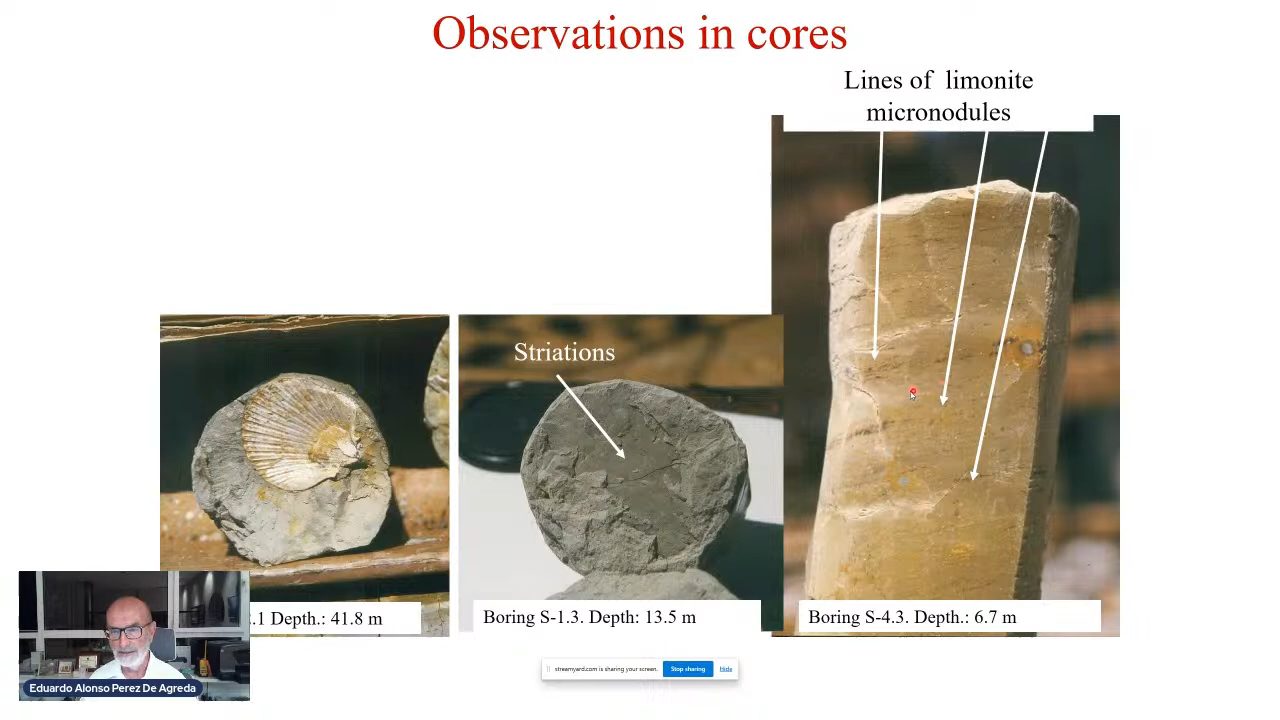 Observations in cores
Lines of limonite
micronodules
Striations
.1 Depth.: 41.8 m
Boring S-1.3. Depth: 13.5 m
Boring S-4.3. Depth.: 6.7 m
streamyard.com is sharing your screen.
Stop sharing
Hide
Eduardo Alonso Perez De Agreda